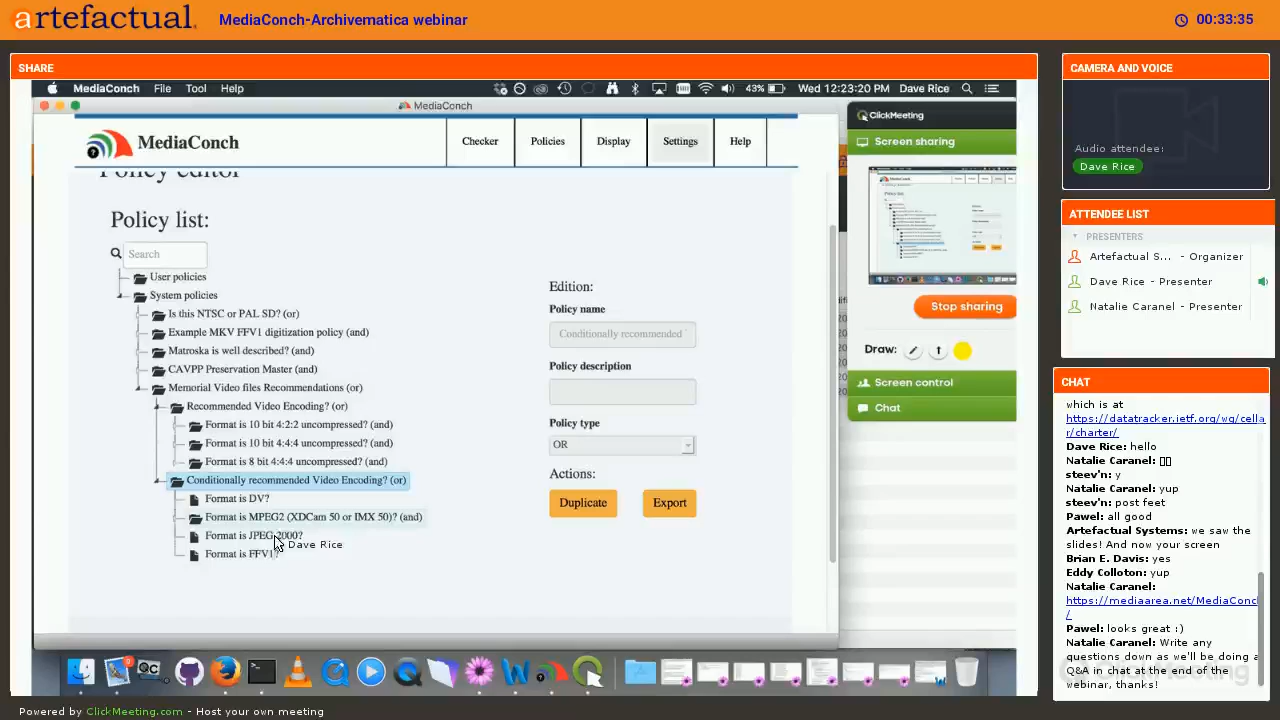 artefactual.
MediaConch-Archivematica webinar
00:33:35
SHARE
MediaConch File Tool Help
43% Wed 12:23:20 PM Dave Rice
MediaConch
MediaConch
Checker
Policies
Display
Settings
Help
Policy editor
Policy list:
Search
User policies
System policies
Is this NTSC or PAL SD? (or)
Example MKV FFV1 digitization policy (and)
Matroska is well described? (and)
CAVPP Preservation Master (and)
Memorial Video files Recommendations (or)
Recommended Video Encoding? (or)
Format is 10 bit 4:2:2 uncompressed? (and)
Format is 10 bit 4:4:4 uncompressed? (and)
Format is 8 bit 4:4:4 uncompressed? (and)
Conditionally recommended Video Encoding? (or)
Format is DV?
Format is MPEG2 (XDCam 50 or IMX 50)? (and)
Format is JPEG 2000?
Dave Rice
Format is FFV1?
Edition:
Policy name
Conditionally recommended
Policy description
Policy type
OR
Actions:
Duplicate
Export
ClickMeeting
Screen sharing
Stop sharing
Draw:
Screen control
Chat
CAMERA AND VOICE
Audio attendee:
Dave Rice
ATTENDEE LIST
PRESENTERS
Artefactual S... - Organizer
Dave Rice - Presenter
Natalie Caranel - Presenter
CHAT
which is at
https://datatracker.ietf.org/wg/cella
r/charter/
Dave Rice: hello
Natalie Caranel:
steev'n: y
Natalie Caranel: yup
steev'n: post feet
Pawel: all good
Artefactual Systems: we saw the
slides! And now your screen
Brian E. Davis: yes
Eddy Colloton: yup
Natalie Caranel:
https://mediaarea.net/MediaConch
/
Pawel: looks great :)
Natalie Caranel: Write any
questions down as we'll be doing a
Q&A in chat at the end of the
webinar, thanks!
ClickMeeting
Powered by ClickMeeting.com - Host your own meeting